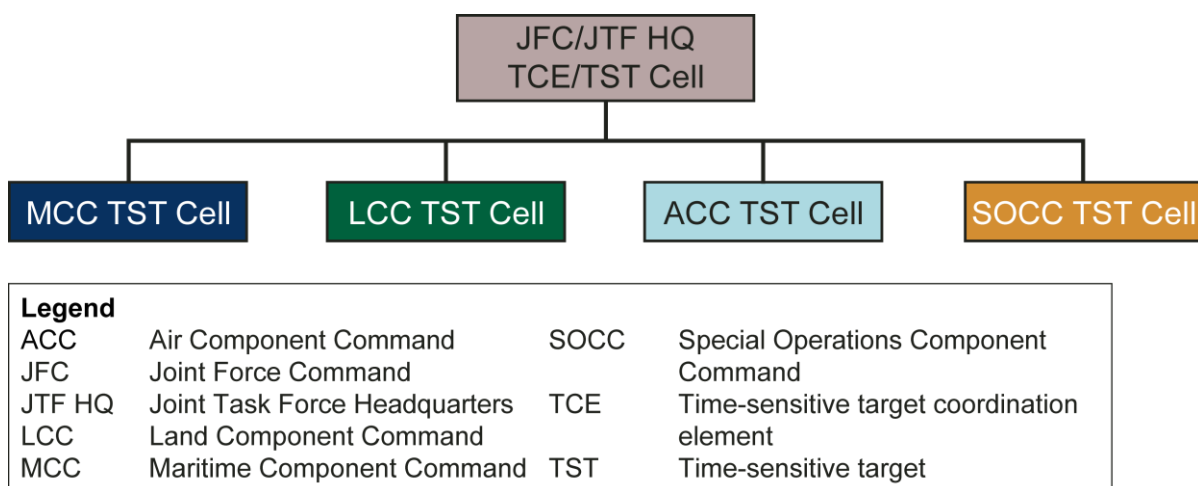 JFC/JTF HQ
TCE/TST Cell
MCC TST Cell
LCC TST Cell
ACC TST Cell
SOCC TST Cell
Legend
ACC Air Component Command
JFC Joint Force Command
JTF HQ Joint Task Force Headquarters
LCC Land Component Command
MCC Maritime Component Command
SOCC Special Operations Component
Command
TCE Time-sensitive target coordination
element
TST Time-sensitive target